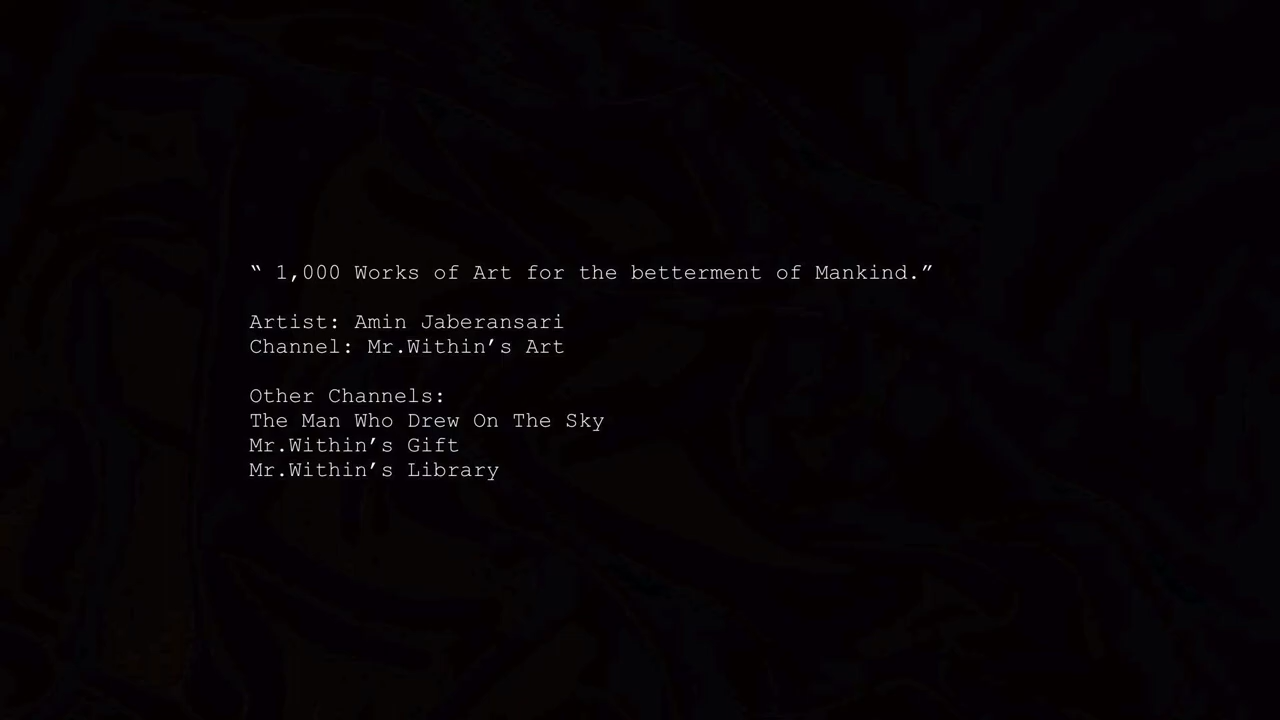 “ 1,000 Works of Art for the betterment of Mankind.”
Artist: Amin Jaberansari
Channel: Mr.Within’s Art
Other Channels:
The Man Who Drew On The Sky
Mr.Within’s Gift
Mr.Within’s Library